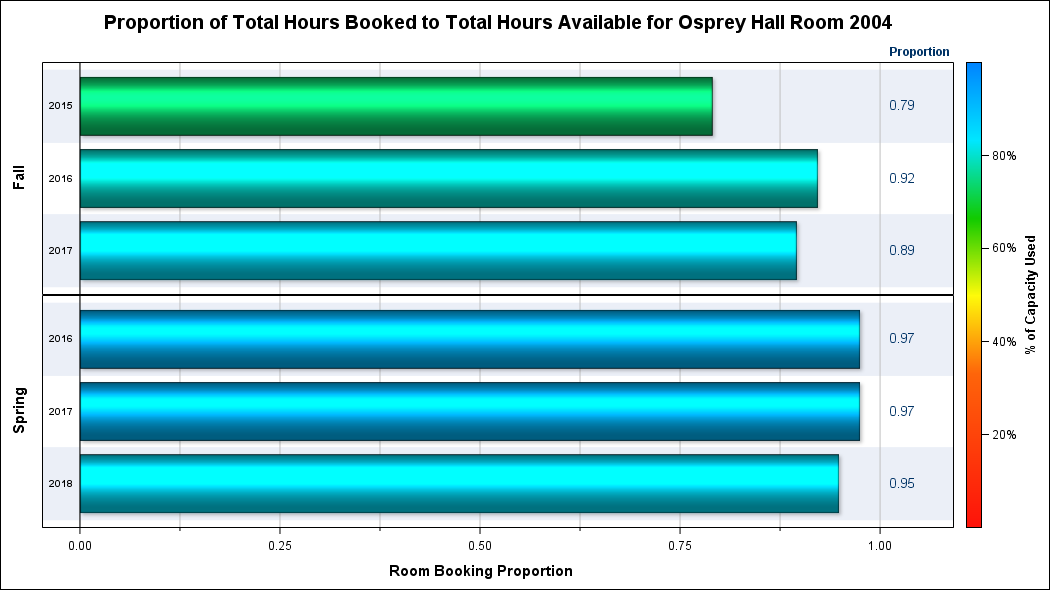 Proportion of Total Hours Booked to Total Hours Available for Osprey Hall Room 2004
Proportion
Fall
2015
0.79
2016
0.92
2017
0.89
Spring
2016
0.97
2017
0.97
2018
0.95
0.00 0.25 0.50 0.75 1.00
Room Booking Proportion
80%
60%
40%
20%
% of Capacity Used